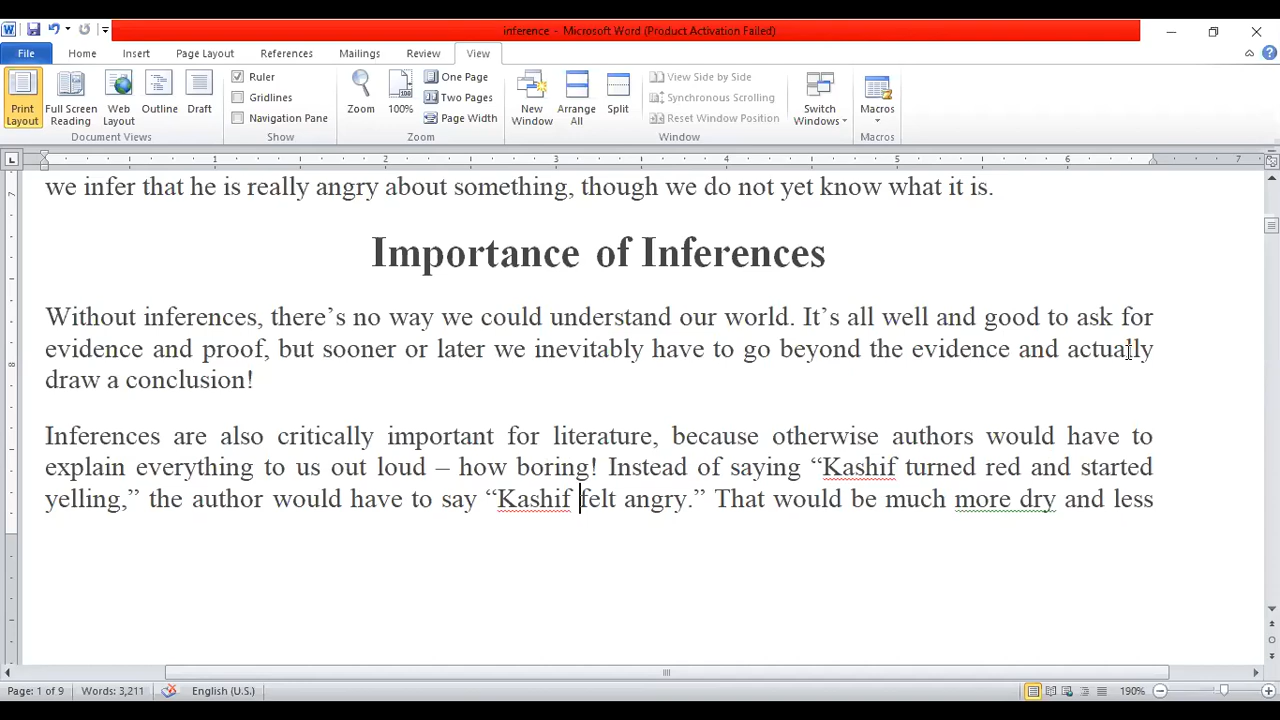 inference - Microsoft Word (Product Activation Failed)
File Home Insert Page Layout References Mailings Review View
Print Layout
Full Screen Reading
Web Layout
Outline
Draft
Document Views
Ruler
Gridlines
Navigation Pane
Show
Zoom
100%
One Page
Two Pages
Page Width
Zoom
New Window
Arrange All
Split
View Side by Side
Synchronous Scrolling
Reset Window Position
Window
Switch Windows
Macros
Macros
1 2 3 4 5 6 7
we infer that he is really angry about something, though we do not yet know what it is.
Importance of Inferences
Without inferences, there’s no way we could understand our world. It’s all well and good to ask for
evidence and proof, but sooner or later we inevitably have to go beyond the evidence and actually
draw a conclusion!
Inferences are also critically important for literature, because otherwise authors would have to
explain everything to us out loud – how boring! Instead of saying “Kashif turned red and started
yelling,” the author would have to say “Kashif felt angry.” That would be much more dry and less
Page: 1 of 9 Words: 3,211 English (U.S.) 190%